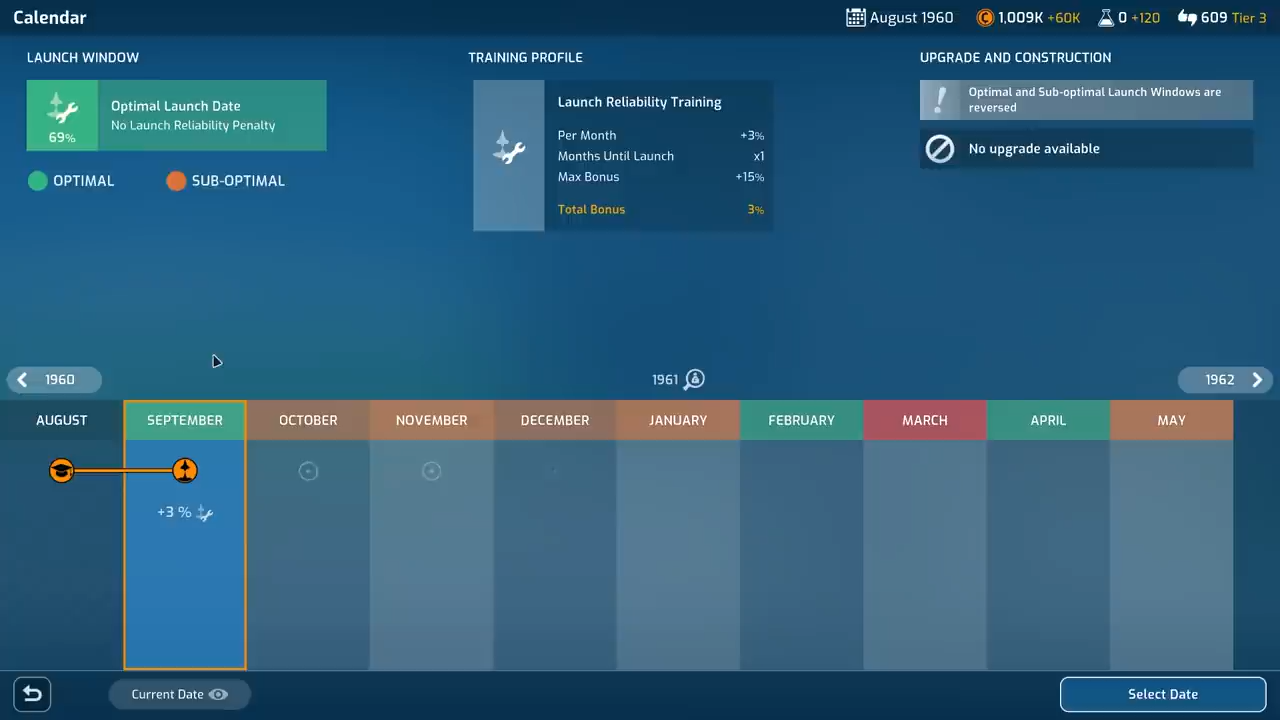 Calendar
August 1960
1,009K +60K
0 +120
609 Tier 3
LAUNCH WINDOW
69%
Optimal Launch Date
No Launch Reliability Penalty
OPTIMAL
SUB-OPTIMAL
TRAINING PROFILE
Launch Reliability Training
Per Month +3%
Months Until Launch x1
Max Bonus +15%
Total Bonus 3%
UPGRADE AND CONSTRUCTION
Optimal and Sub-optimal Launch Windows are
reversed
No upgrade available
1960
1961
1962
AUGUST
SEPTEMBER
OCTOBER
NOVEMBER
DECEMBER
JANUARY
FEBRUARY
MARCH
APRIL
MAY
+3 %
Current Date
Select Date